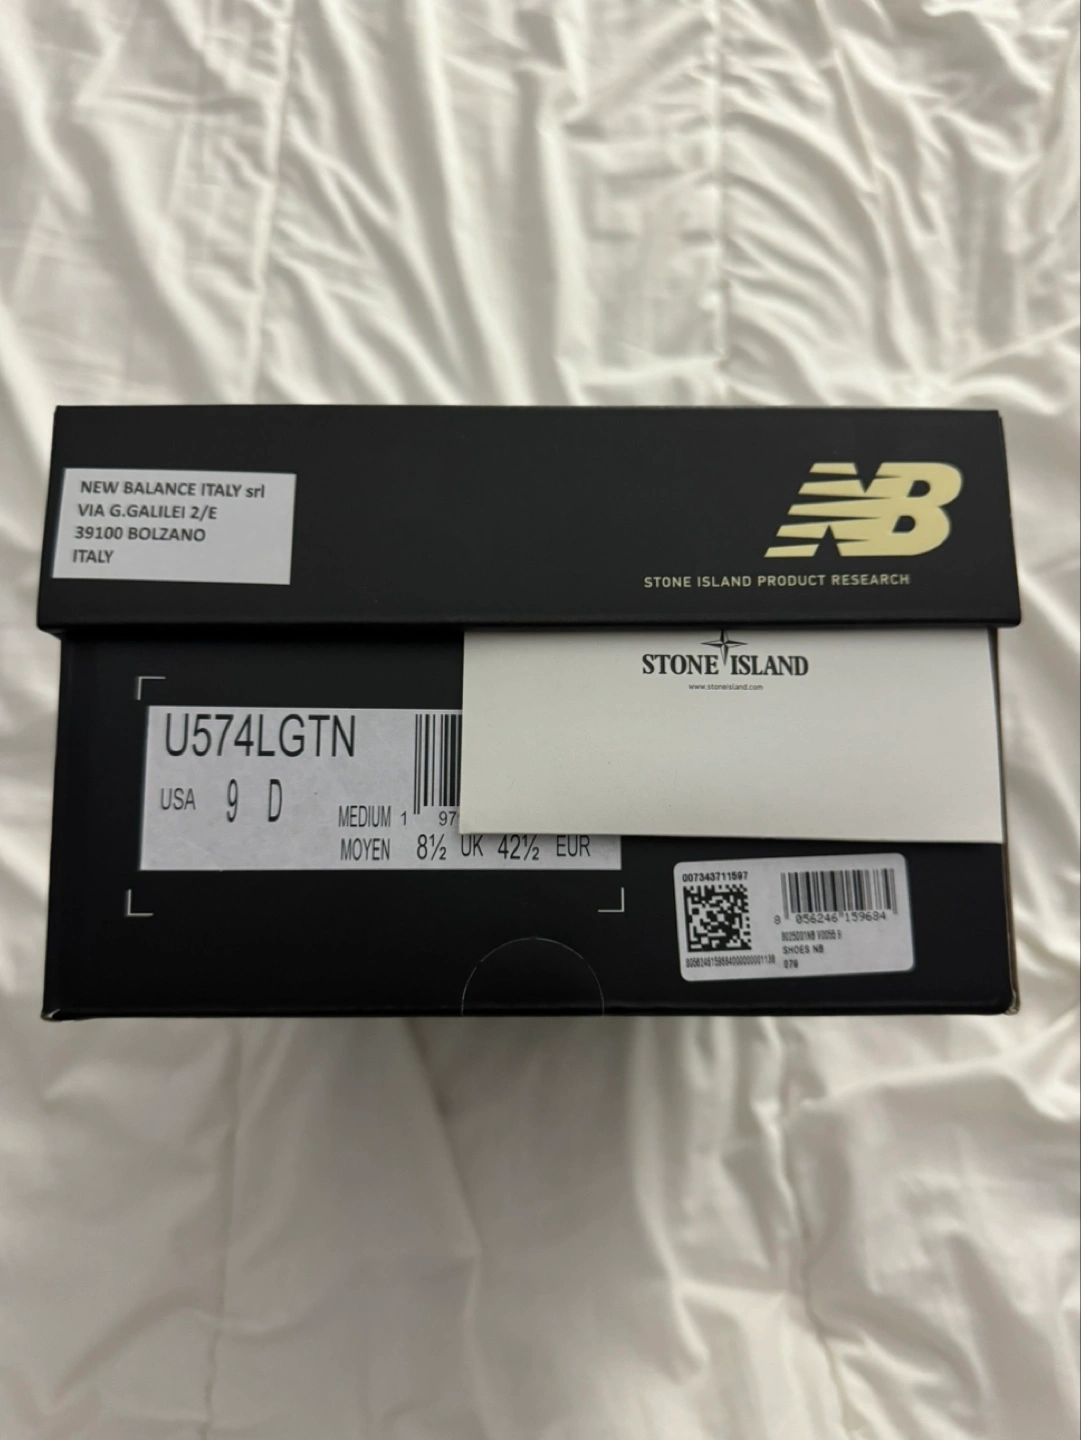 NEW BALANCE ITALY srl
VIA G.GALILEI 2/E
39100 BOLZANO
ITALY
NB
STONE ISLAND PRODUCT RESEARCH
STONE ISLAND
www.stoneisland.com
U574LGTN
USA 9 D
MEDIUM 1 97
MOYEN 8½ UK 42½ EUR
007343711597
8 056246 159684
SHOES NB